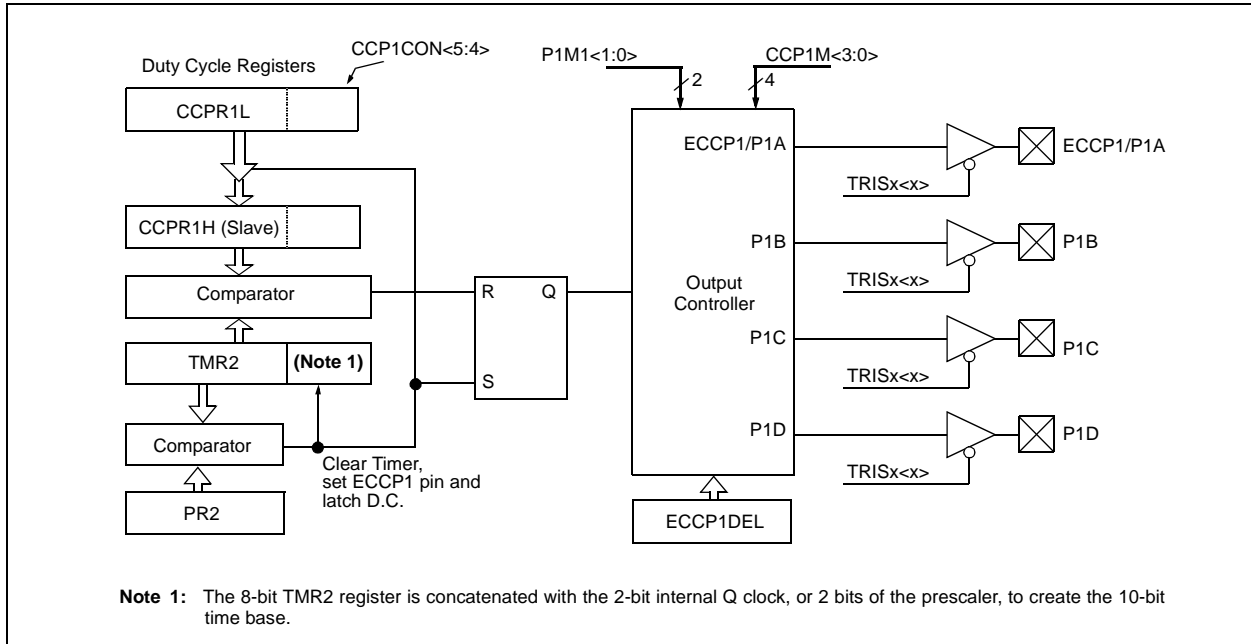 CCP1CON<5:4>
Duty Cycle Registers
CCPR1L
CCPR1H (Slave)
Comparator
TMR2
(Note 1)
Comparator
PR2
Clear Timer,
set ECCP1 pin and
latch D.C.
R
Q
S
P1M1<1:0>
2
CCP1M<3:0>
4
Output
Controller
ECCP1/P1A
P1B
P1C
P1D
ECCP1DEL
TRISx<x>
ECCP1/P1A
TRISx<x>
P1B
TRISx<x>
P1C
TRISx<x>
P1D
Note 1: The 8-bit TMR2 register is concatenated with the 2-bit internal Q clock, or 2 bits of the prescaler, to create the 10-bit
time base.